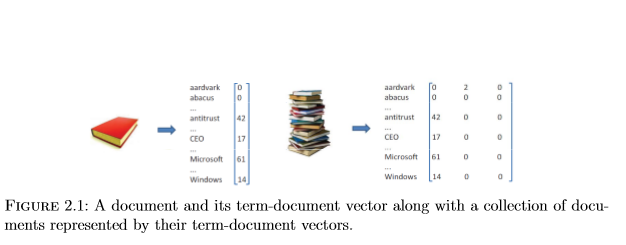 aardvark 0
abacus 0
...
antitrust 42
...
CEO 17
...
Microsoft 61
...
Windows 14
aardvark 0 2 0
abacus 0 0 0
...
antitrust 42 0 0
...
CEO 17 0 0
...
Microsoft 61 0 0
...
Windows 14 0 0
FIGURE 2.1: A document and its term-document vector along with a collection of docu-
ments represented by their term-document vectors.